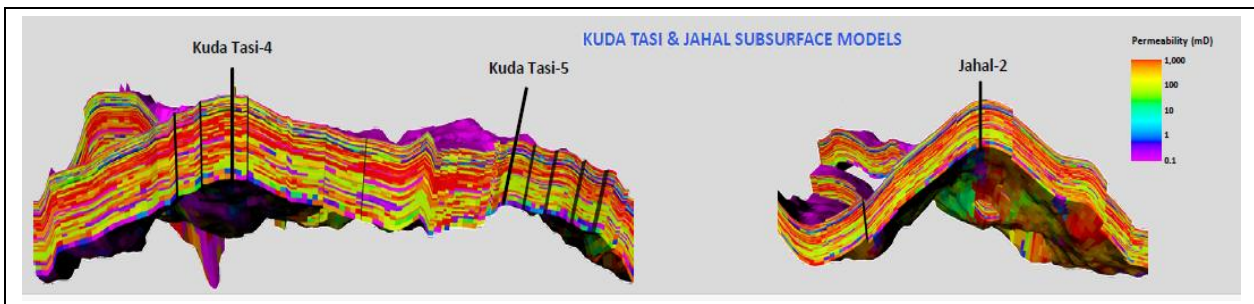 KUDA TASI & JAHAL SUBSURFACE MODELS
Kuda Tasi-4
Kuda Tasi-5
Jahal-2
Permeability (mD)
1,000
100
10
1
0.1